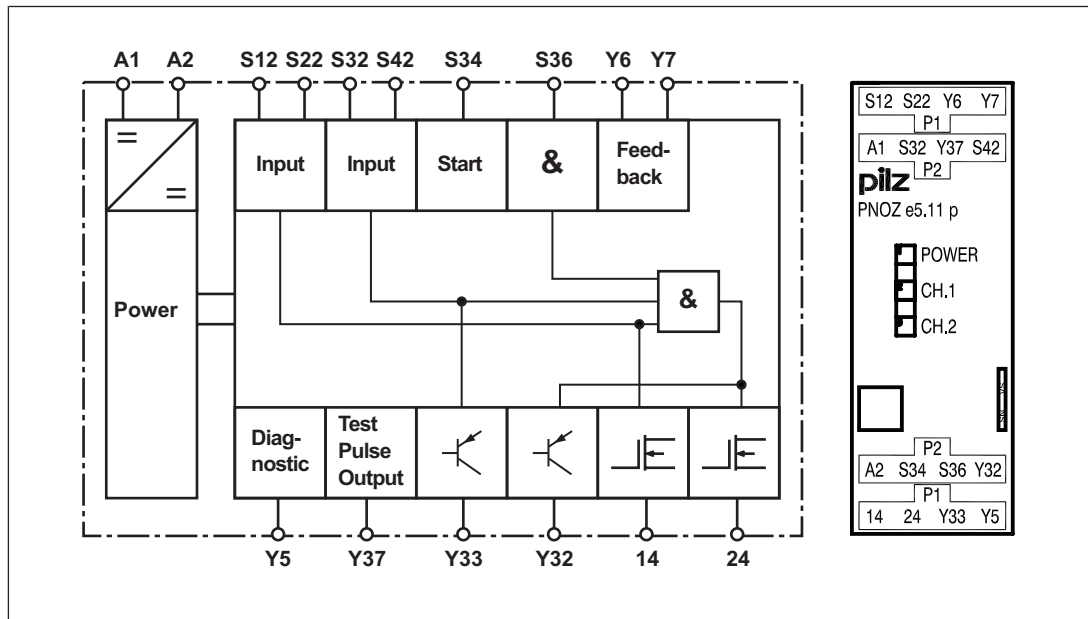 A1 A2 S12 S22 S32 S42 S34 S36 Y6 Y7
Input Input Start & Feed-
back
Power
&
Diag-
nostic
Test
Pulse
Output
Y5 Y37 Y33 Y32 14 24
S12 S22 Y6 Y7
P1
A1 S32 Y37 S42
P2
pilz
PNOZ e5.11 p
POWER
CH.1
CH.2
P2
A2 S34 S36 Y32
P1
14 24 Y33 Y5